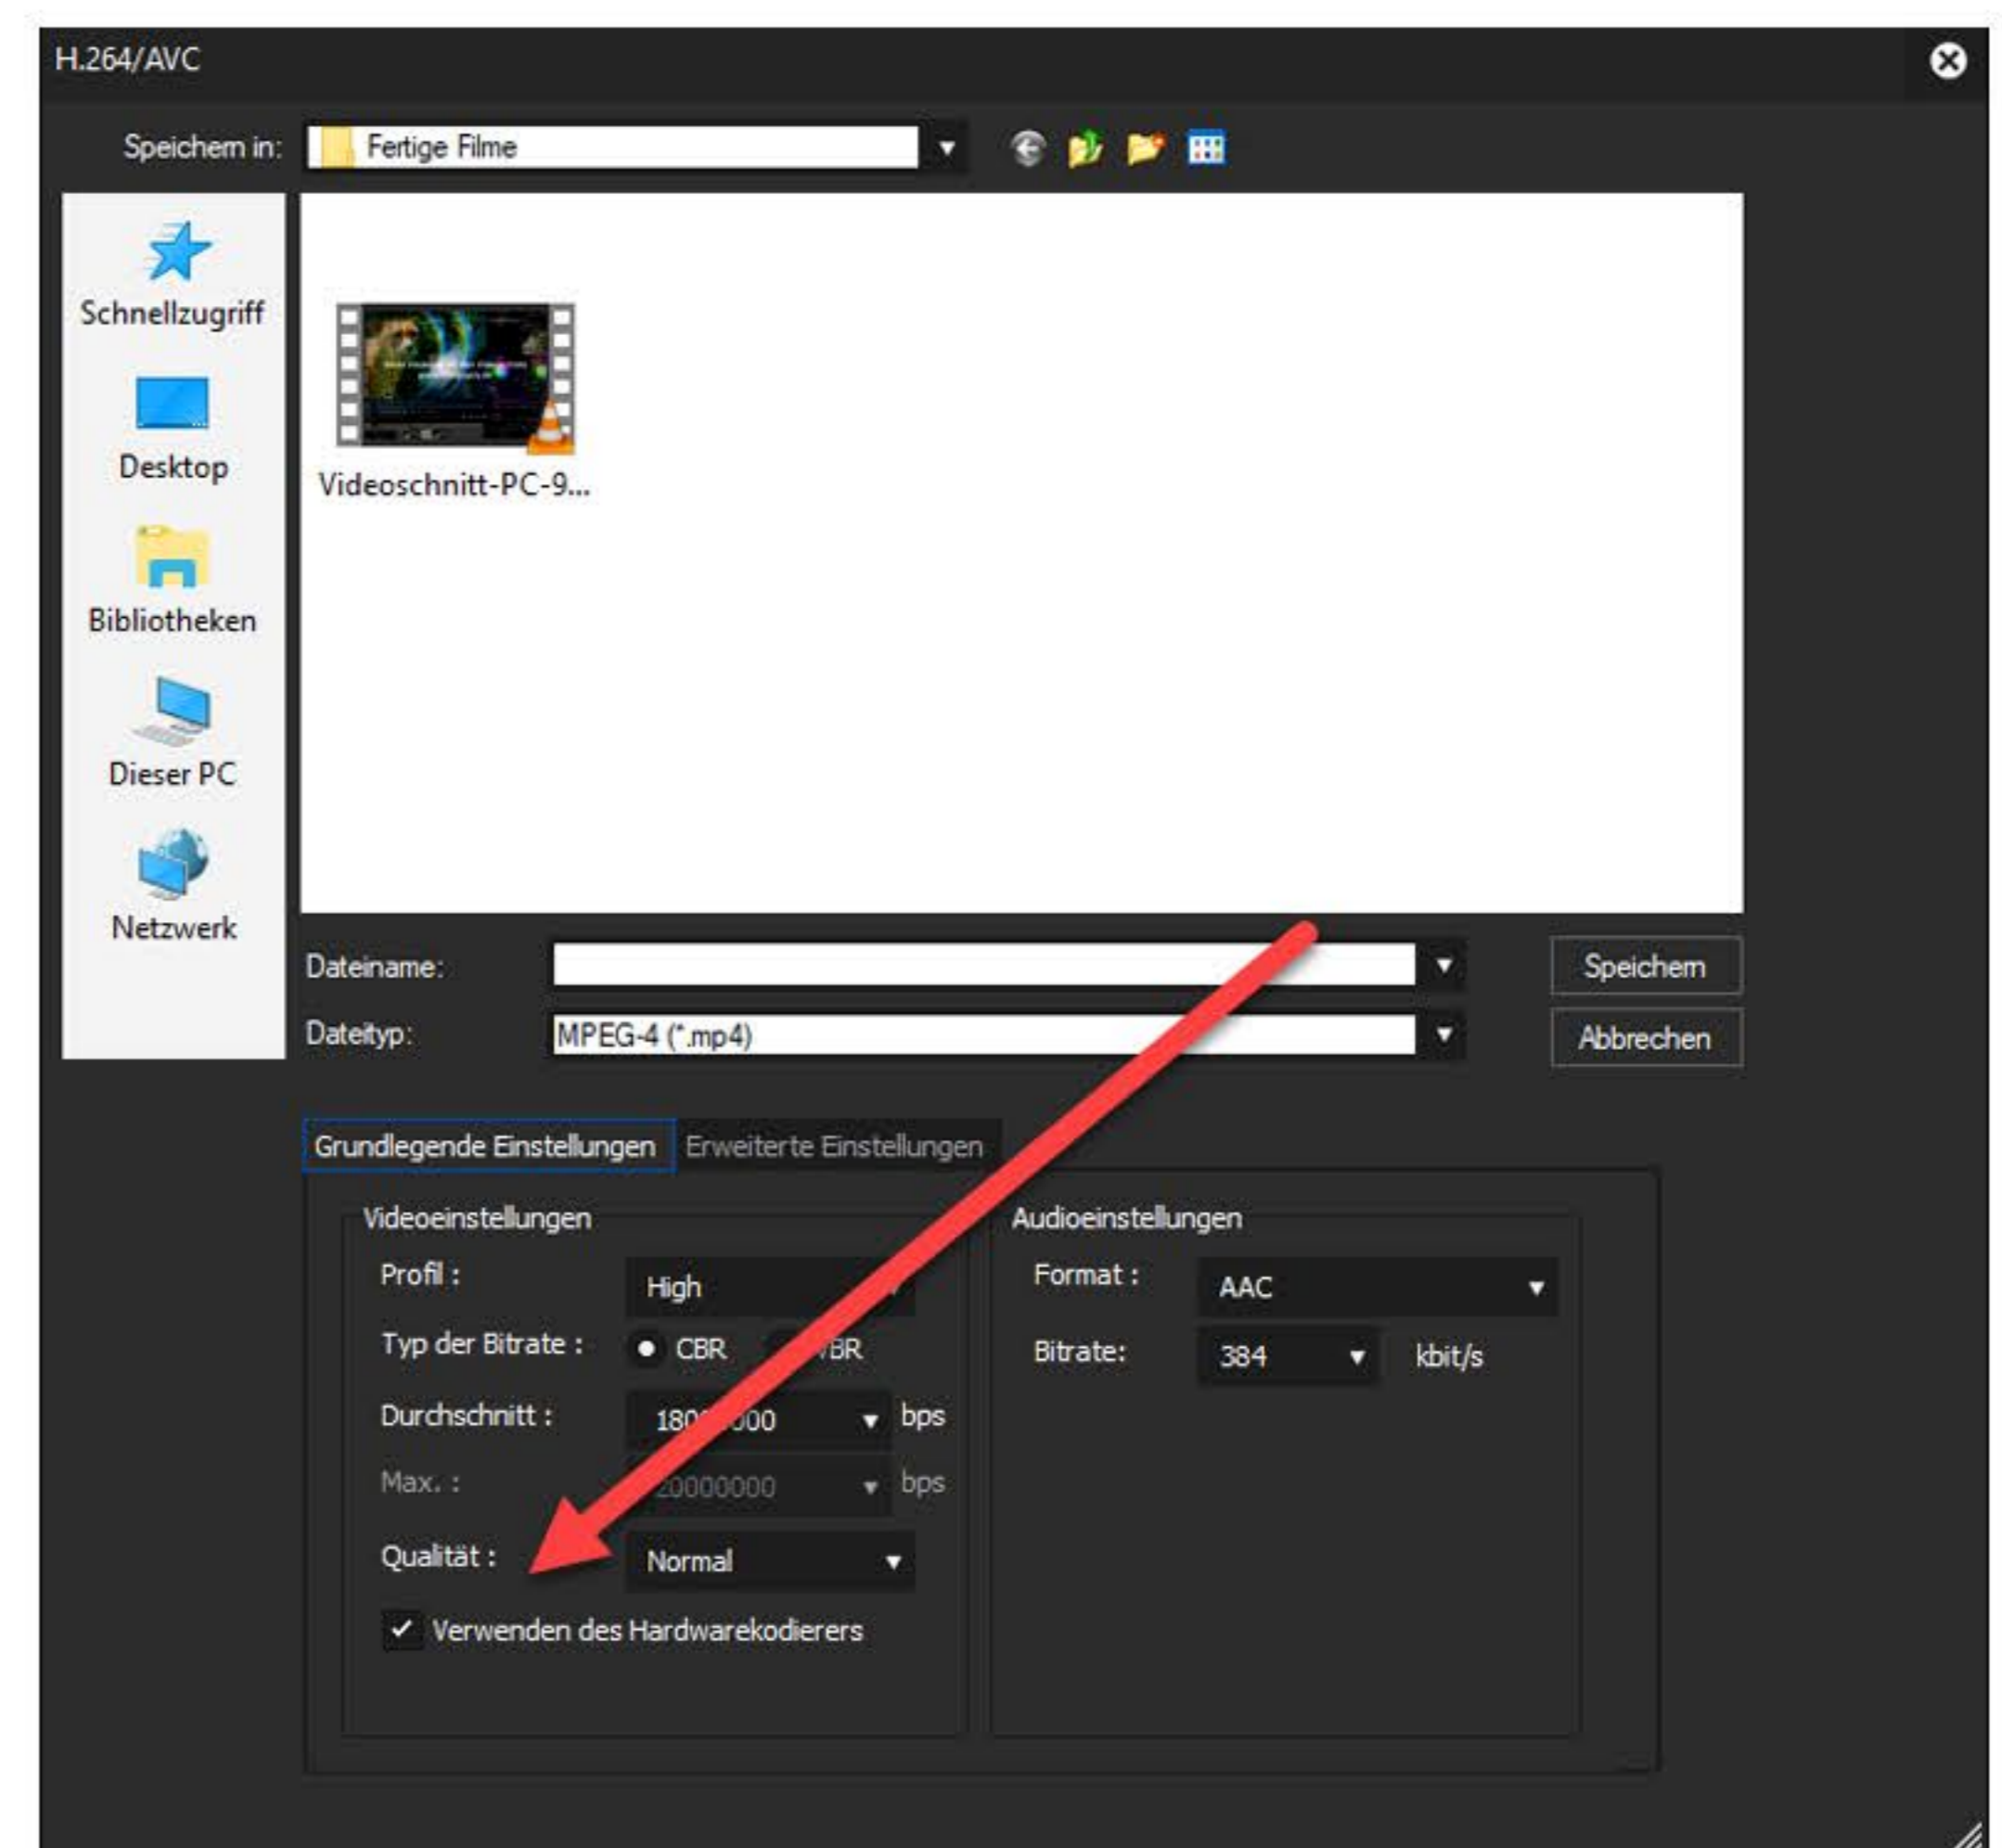 H.264/AVC
Speichern in: Fertige Filme
Schnellzugriff
Desktop
Bibliotheken
Dieser PC
Netzwerk
Videoschnitt-PC-9...
Dateiname: Speichern
Dateityp: MPEG-4 (*.mp4) Abbrechen
Grundlegende Einstellungen Erweiterte Einstellungen
Videoeinstellungen
Profil : High
Typ der Bitrate : CBR
Durchschnitt : bps
Max. : 20000000 bps
Qualität : Normal
Verwenden des Hardwarekodierers
Audioeinstellungen
Format : AAC
Bitrate: 384 kbit/s